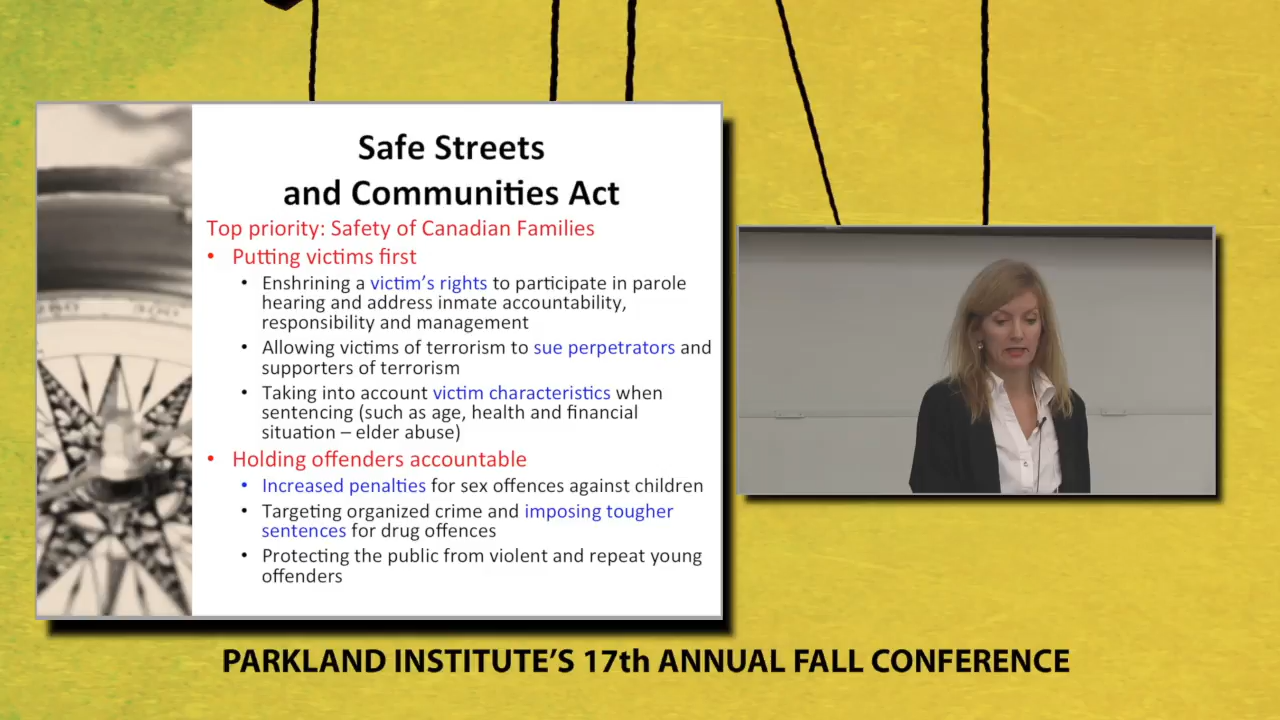 Safe Streets
and Communities Act
Top priority: Safety of Canadian Families
• Putting victims first
• Enshrining a victim's rights to participate in parole
hearing and address inmate accountability,
responsibility and management
• Allowing victims of terrorism to sue perpetrators and
supporters of terrorism
• Taking into account victim characteristics when
sentencing (such as age, health and financial
situation – elder abuse)
• Holding offenders accountable
• Increased penalties for sex offences against children
• Targeting organized crime and imposing tougher
sentences for drug offences
• Protecting the public from violent and repeat young
offenders
PARKLAND INSTITUTE'S 17th ANNUAL FALL CONFERENCE